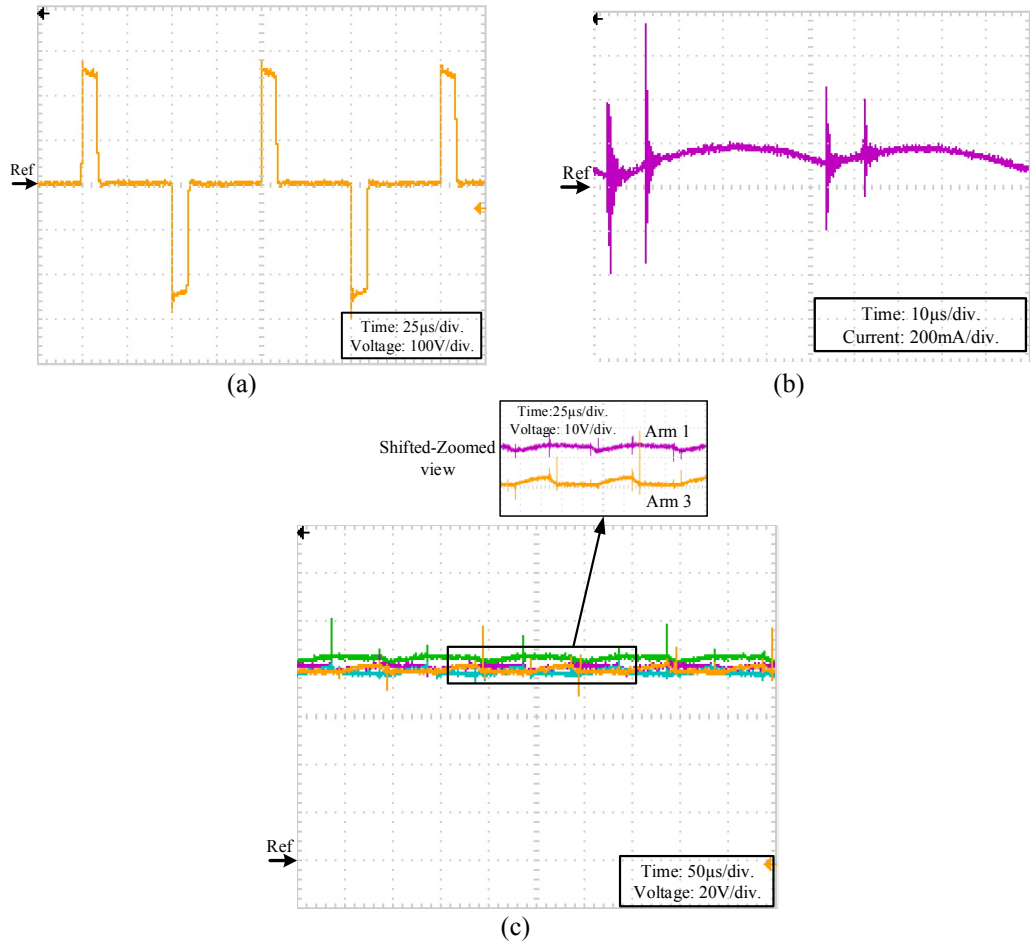 Ref
Time: 25μs/div.
Voltage: 100V/div.
(a)
Ref
Time: 10μs/div.
Current: 200mA/div.
(b)
Shifted-Zoomed
view
Time:25μs/div.
Voltage: 10V/div.
Arm 1
Arm 3
Ref
Time: 50μs/div.
Voltage: 20V/div.
(c)